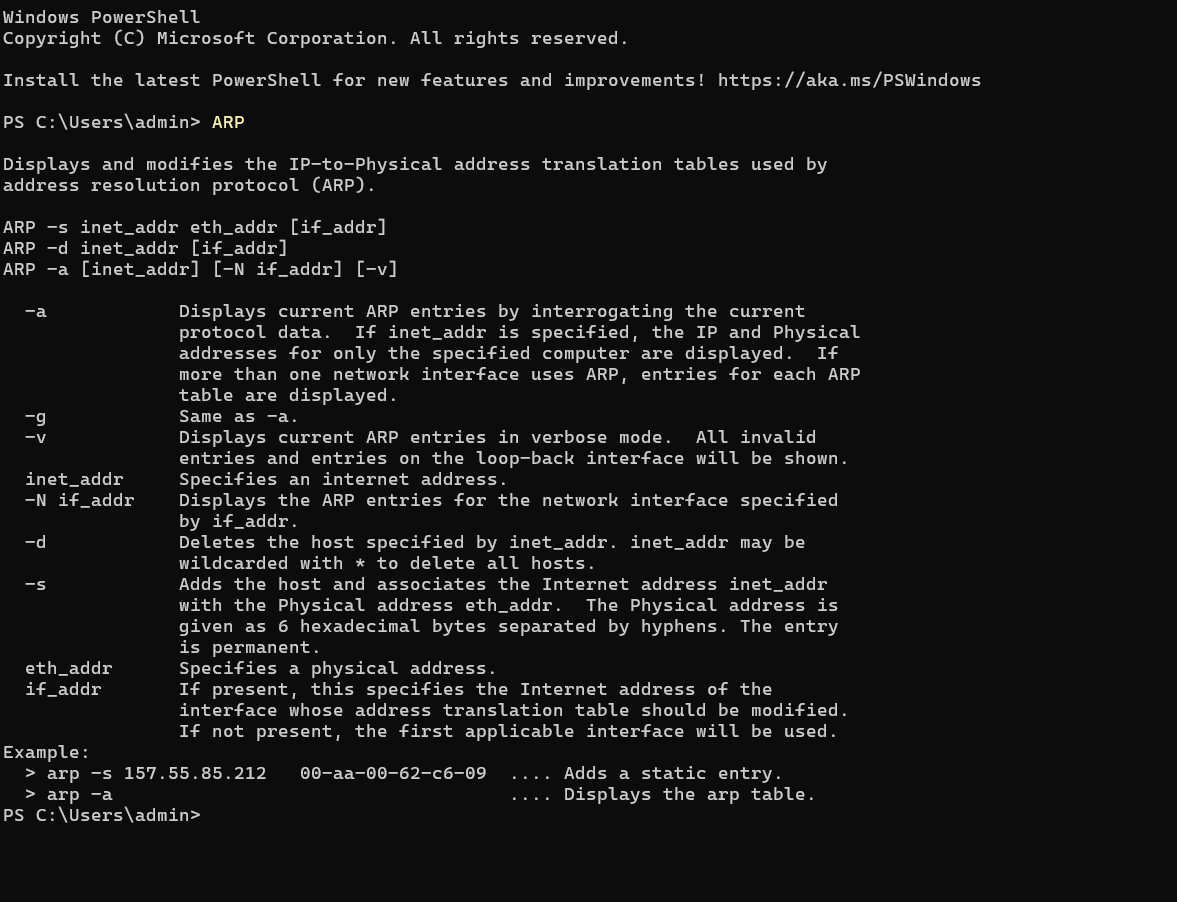 Windows PowerShell
Copyright (C) Microsoft Corporation. All rights reserved.

Install the latest PowerShell for new features and improvements! https://aka.ms/PSWindows

PS C:\Users\admin> ARP

Displays and modifies the IP-to-Physical address translation tables used by
address resolution protocol (ARP).

ARP -s inet_addr eth_addr [if_addr]
ARP -d inet_addr [if_addr]
ARP -a [inet_addr] [-N if_addr] [-v]

  -a            Displays current ARP entries by interrogating the current
                protocol data.  If inet_addr is specified, the IP and Physical
                addresses for only the specified computer are displayed.  If
                more than one network interface uses ARP, entries for each ARP
                table are displayed.
  -g            Same as -a.
  -v            Displays current ARP entries in verbose mode.  All invalid
                entries and entries on the loop-back interface will be shown.
  inet_addr     Specifies an internet address.
  -N if_addr    Displays the ARP entries for the network interface specified
                by if_addr.
  -d            Deletes the host specified by inet_addr. inet_addr may be
                wildcarded with * to delete all hosts.
  -s            Adds the host and associates the Internet address inet_addr
                with the Physical address eth_addr.  The Physical address is
                given as 6 hexadecimal bytes separated by hyphens. The entry
                is permanent.
  eth_addr      Specifies a physical address.
  if_addr       If present, this specifies the Internet address of the
                interface whose address translation table should be modified.
                If not present, the first applicable interface will be used.
Example:
  > arp -s 157.55.85.212   00-aa-00-62-c6-09  .... Adds a static entry.
  > arp -a                                    .... Displays the arp table.
PS C:\Users\admin>